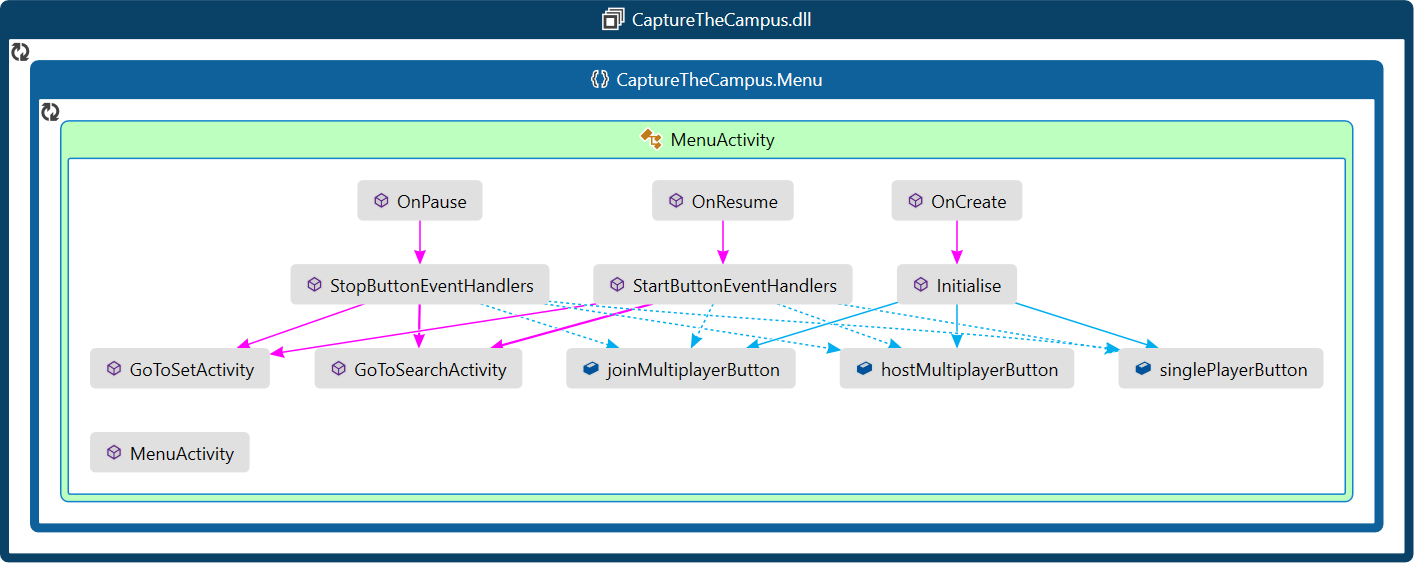 CaptureTheCampus.dll
CaptureTheCampus.Menu
MenuActivity
OnPause
OnResume
OnCreate
StopButtonEventHandlers
StartButtonEventHandlers
Initialise
GoToSetActivity
GoToSearchActivity
joinMultiplayerButton
hostMultiplayerButton
singlePlayerButton
MenuActivity